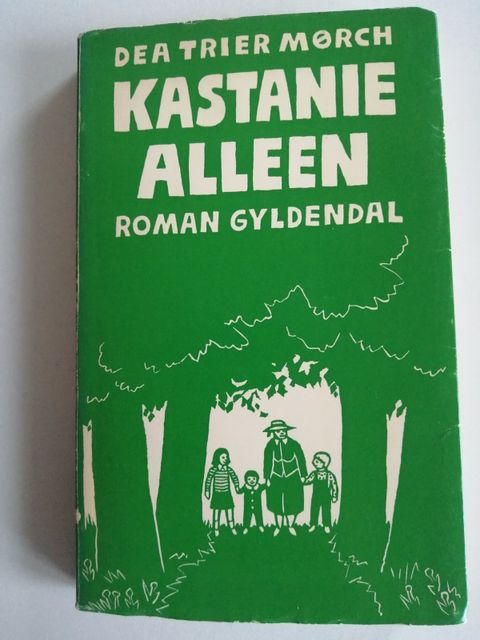 DEA TRIER MØRCH
KASTANIE
ALLEEN
ROMAN GYLDENDAL